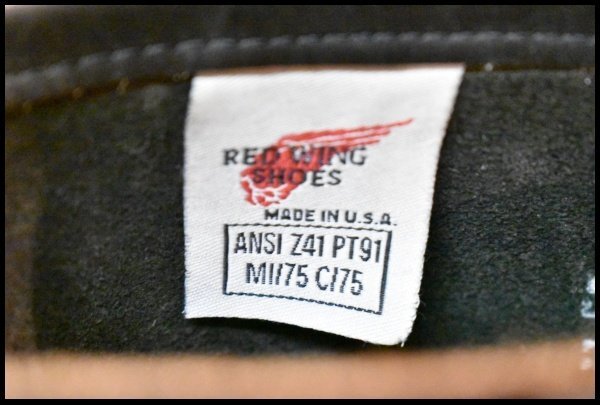 RED WING
SHOES
MADE IN U.S.A.
ANSI Z41 PT91
MI/75 C/75